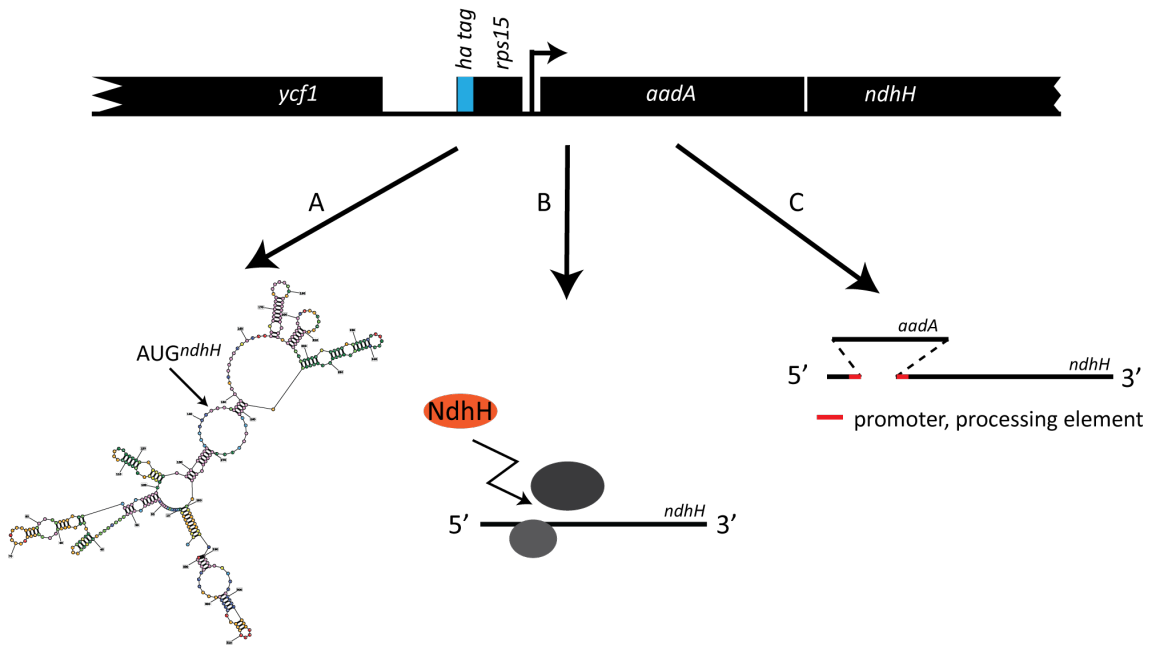 ha tag
rps15
ycf1
aadA
ndhH
A
B
C
AUGndhH
NdhH
5’
ndhH
3’
aadA
5’
ndhH
3’
promoter, processing element